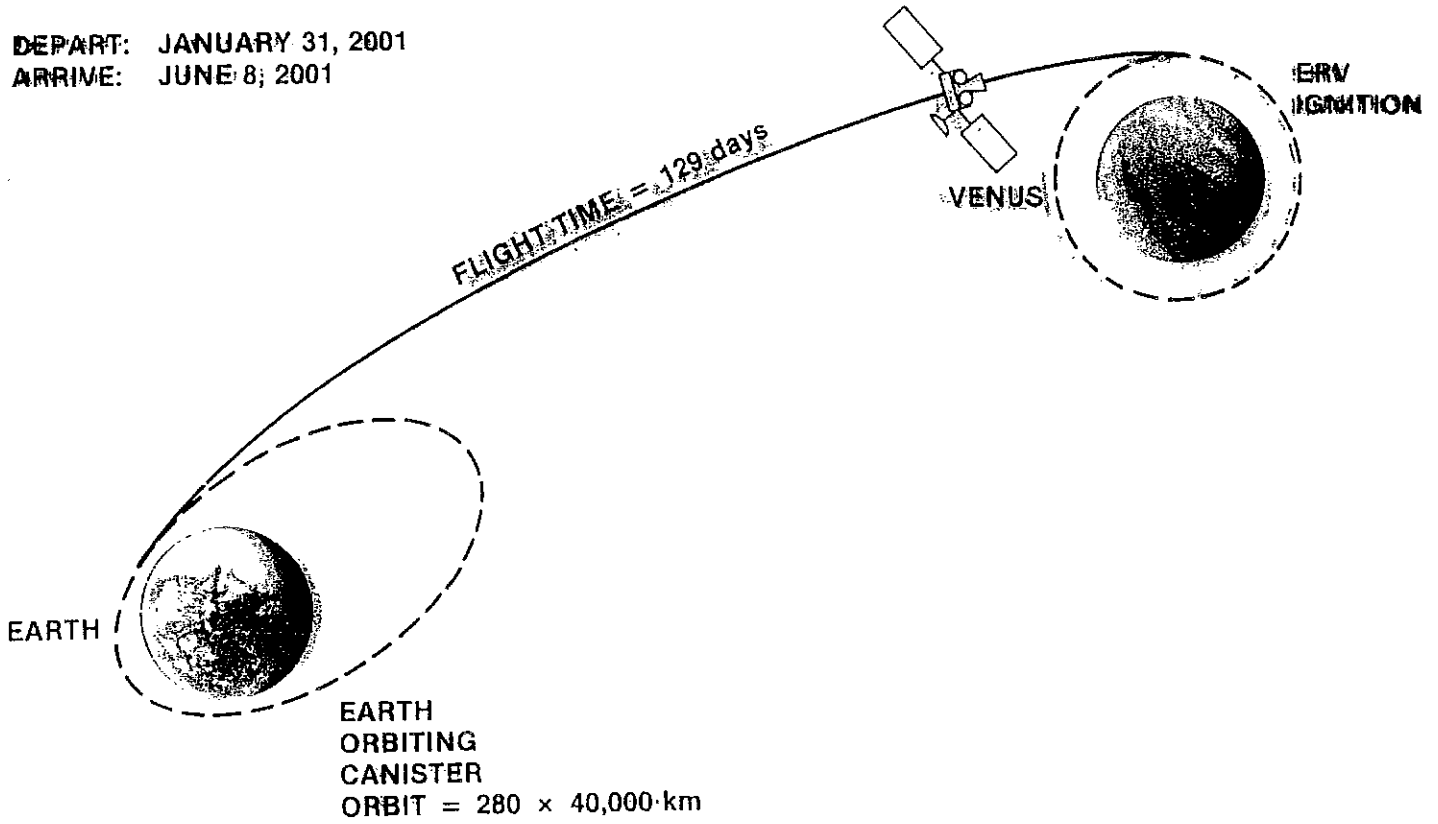 DEPART: JANUARY 31, 2001
ARRIVE: JUNE 8, 2001
ERV
IGNITION
FLIGHT TIME = 129 days
VENUS
EARTH
EARTH
ORBITING
CANISTER
ORBIT = 280 × 40,000 km